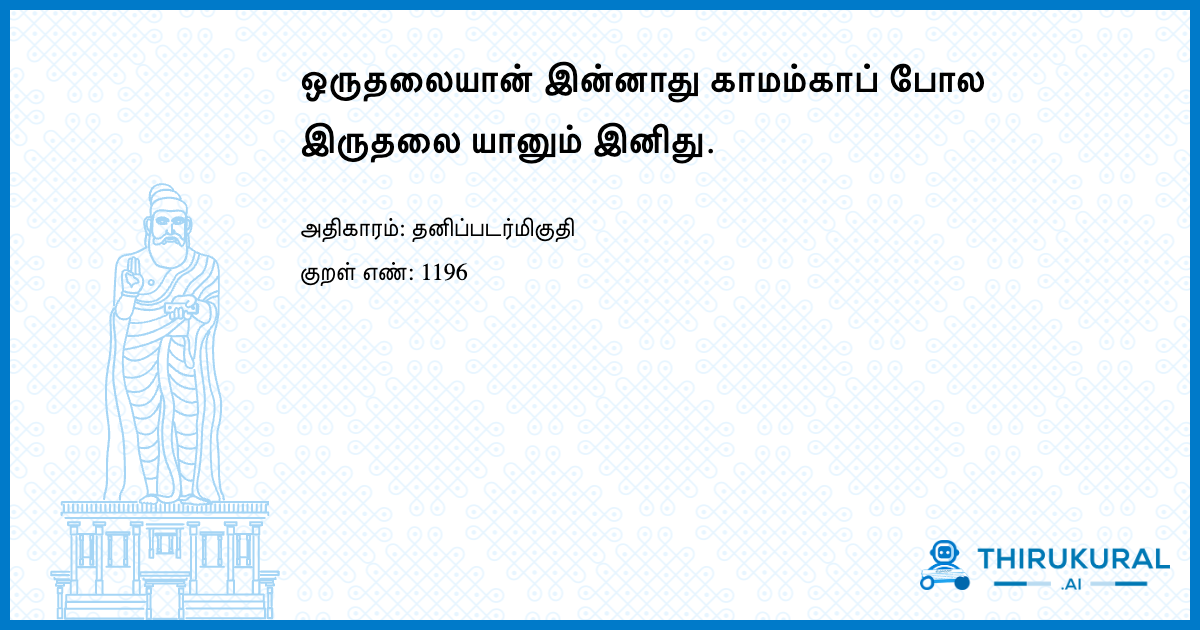 ஒருதலையான் இன்னாது காமம்காப் போல
இருதலை யானும் இனிது.
அதிகாரம்: தனிப்படர்மிகுதி
குறள் எண்: 1196
THIRUKURAL
.AI